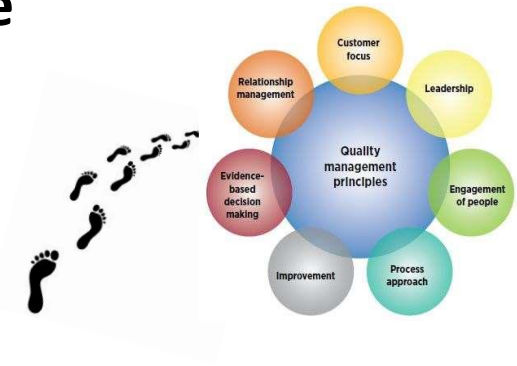 e
Customer
focus
Relationship
management
Leadership
Quality
management
principles
Evidence-
based
decision
making
Engagement
of people
Improvement
Process
approach